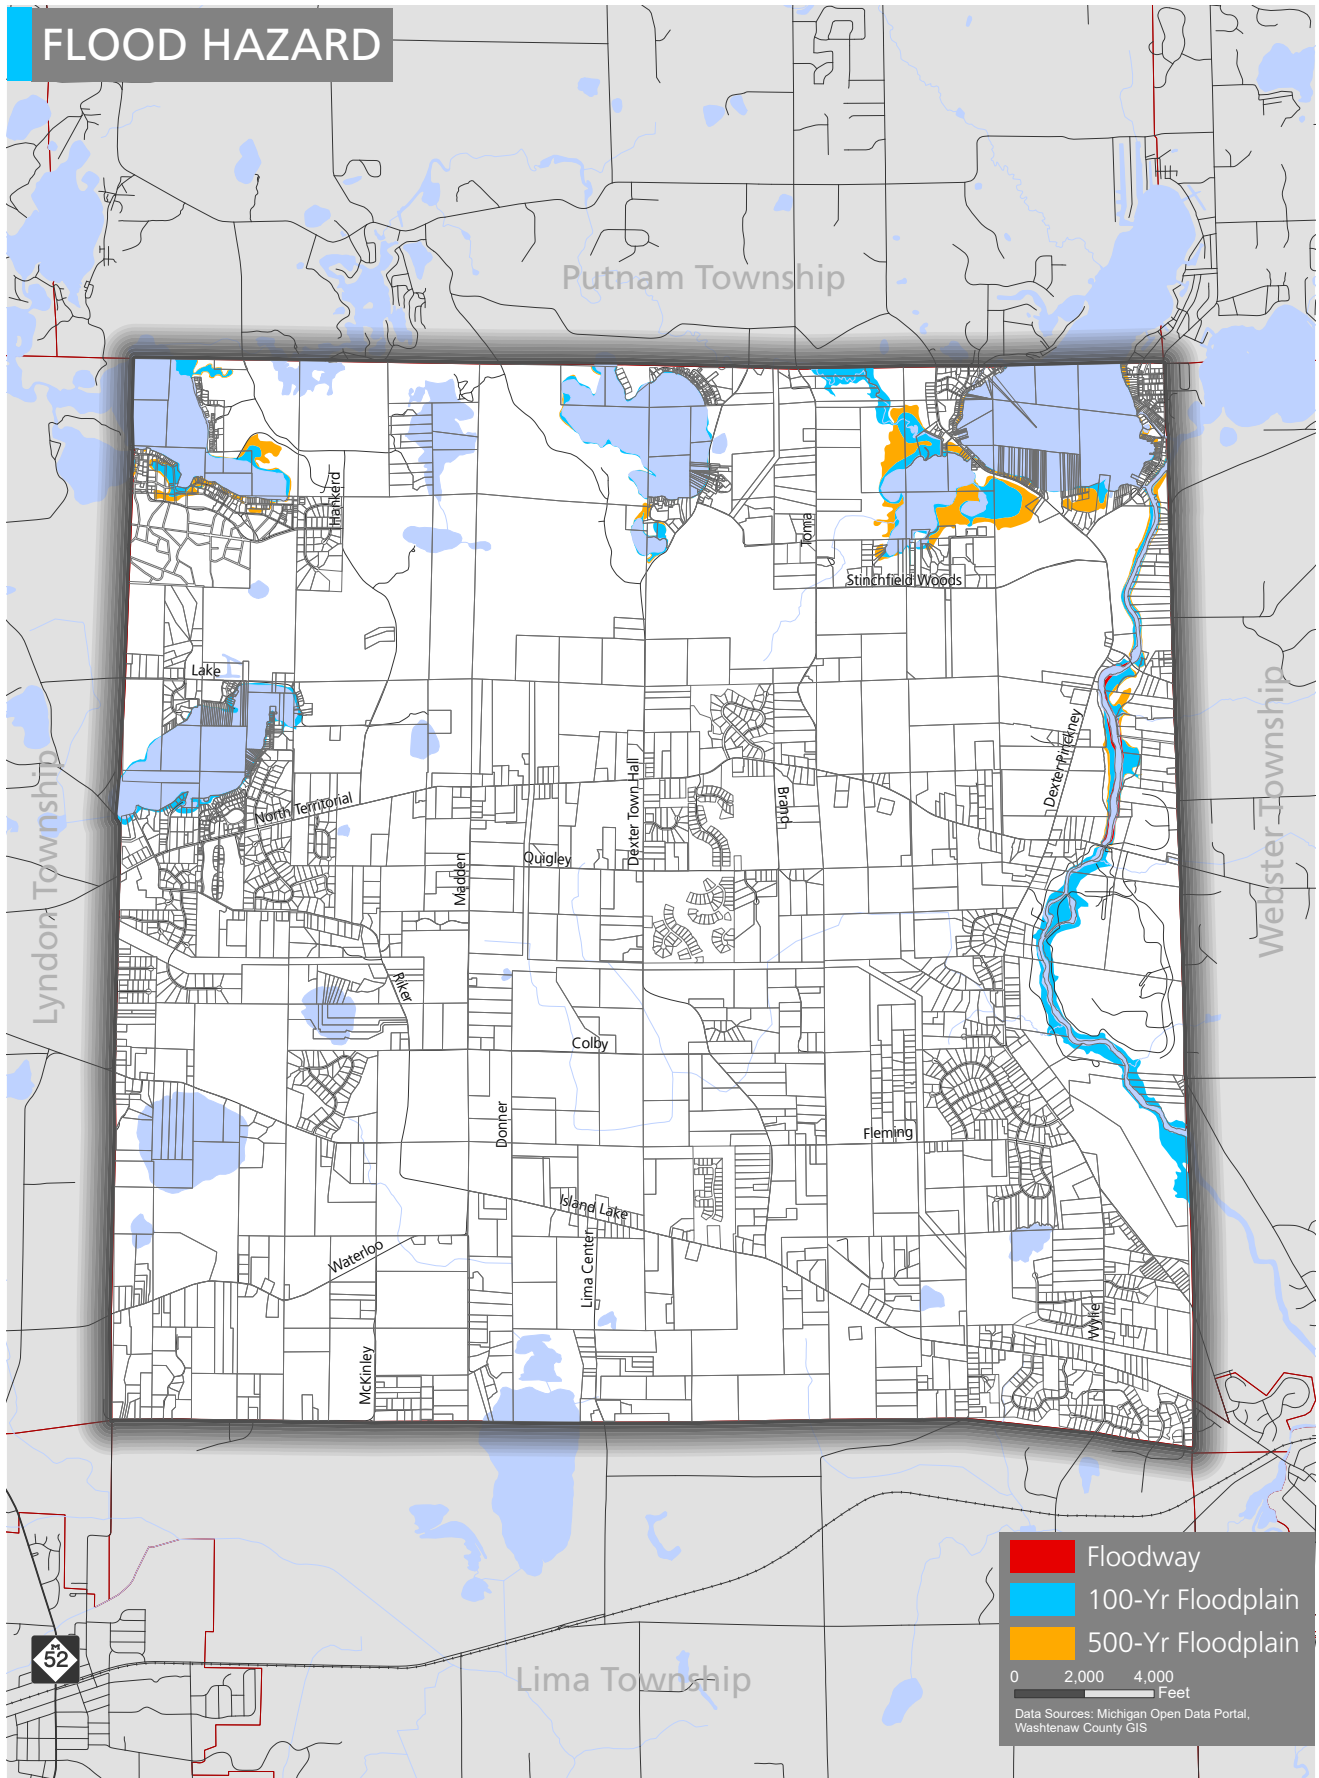 FLOOD HAZARD
Putnam Township
Hankerd
Toma
Stinchfield Woods
Lake
Lyndon Township
Webster Township
Dexter Pinckney
North Territorial
Dexter Town Hall
Brand
Madden
Quigley
Riker
Colby
Donner
Fleming
Island Lake
Waterloo
Lima Center
Wylie
McKinley
Floodway
100-Yr Floodplain
500-Yr Floodplain
0 2,000 4,000
Feet
Data Sources: Michigan Open Data Portal,
Washtenaw County GIS
M
52
Lima Township